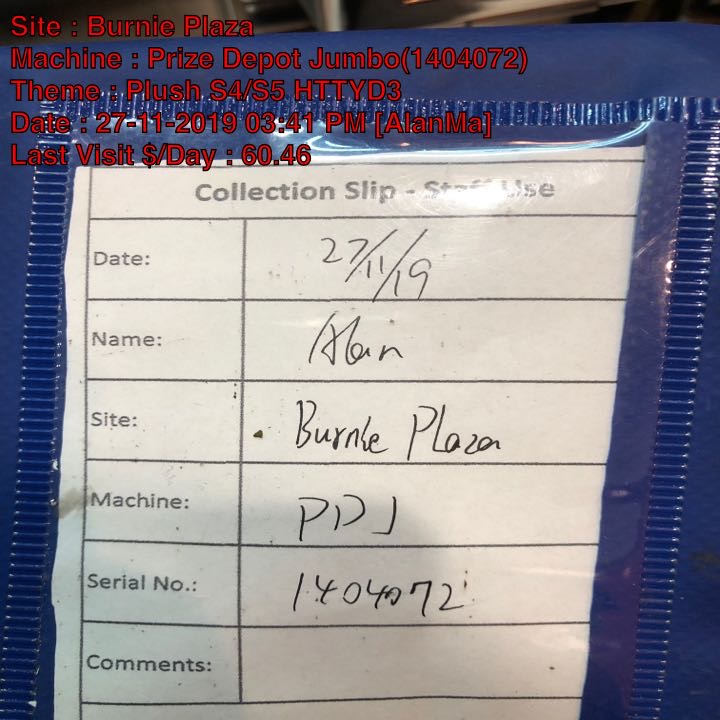 Site : Burnie Plaza
Machine : Prize Depot Jumbo(1404072)
Theme : Plush S4/S5 HTTYD3
Date : 27-11-2019 03:41 PM [AlanMa]
Last Visit $/Day : 60.46
Collection Slip - Staff Use
Date: 27/11/19
Name: Alan
Site: Burnie Plaza
Machine: PDJ
Serial No.: 1404072
Comments: